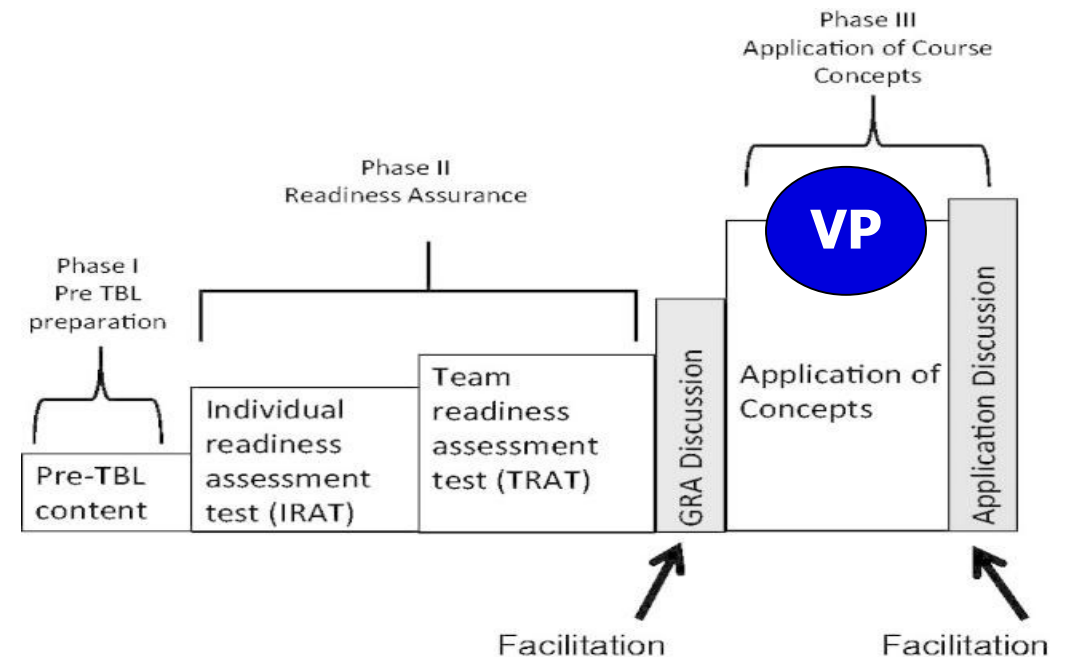 Phase III
Application of Course
Concepts
Phase II
Readiness Assurance
Phase I
Pre TBL
preparation
VP
Pre-TBL
content
Individual
readiness
assessment
test (IRAT)
Team
readiness
assessment
test (TRAT)
GRA Discussion
Application of
Concepts
Application Discussion
Facilitation
Facilitation